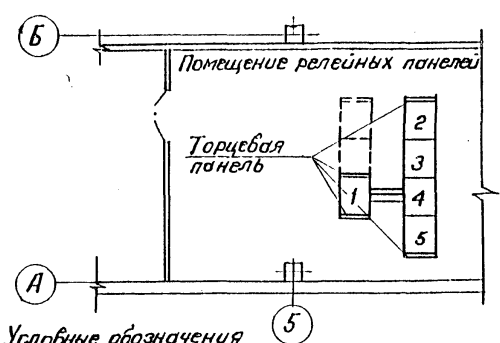 Б
Помещение релейных панелей
Торцевая
панель
2
3
1
4
5
А
5
Условные обозначения